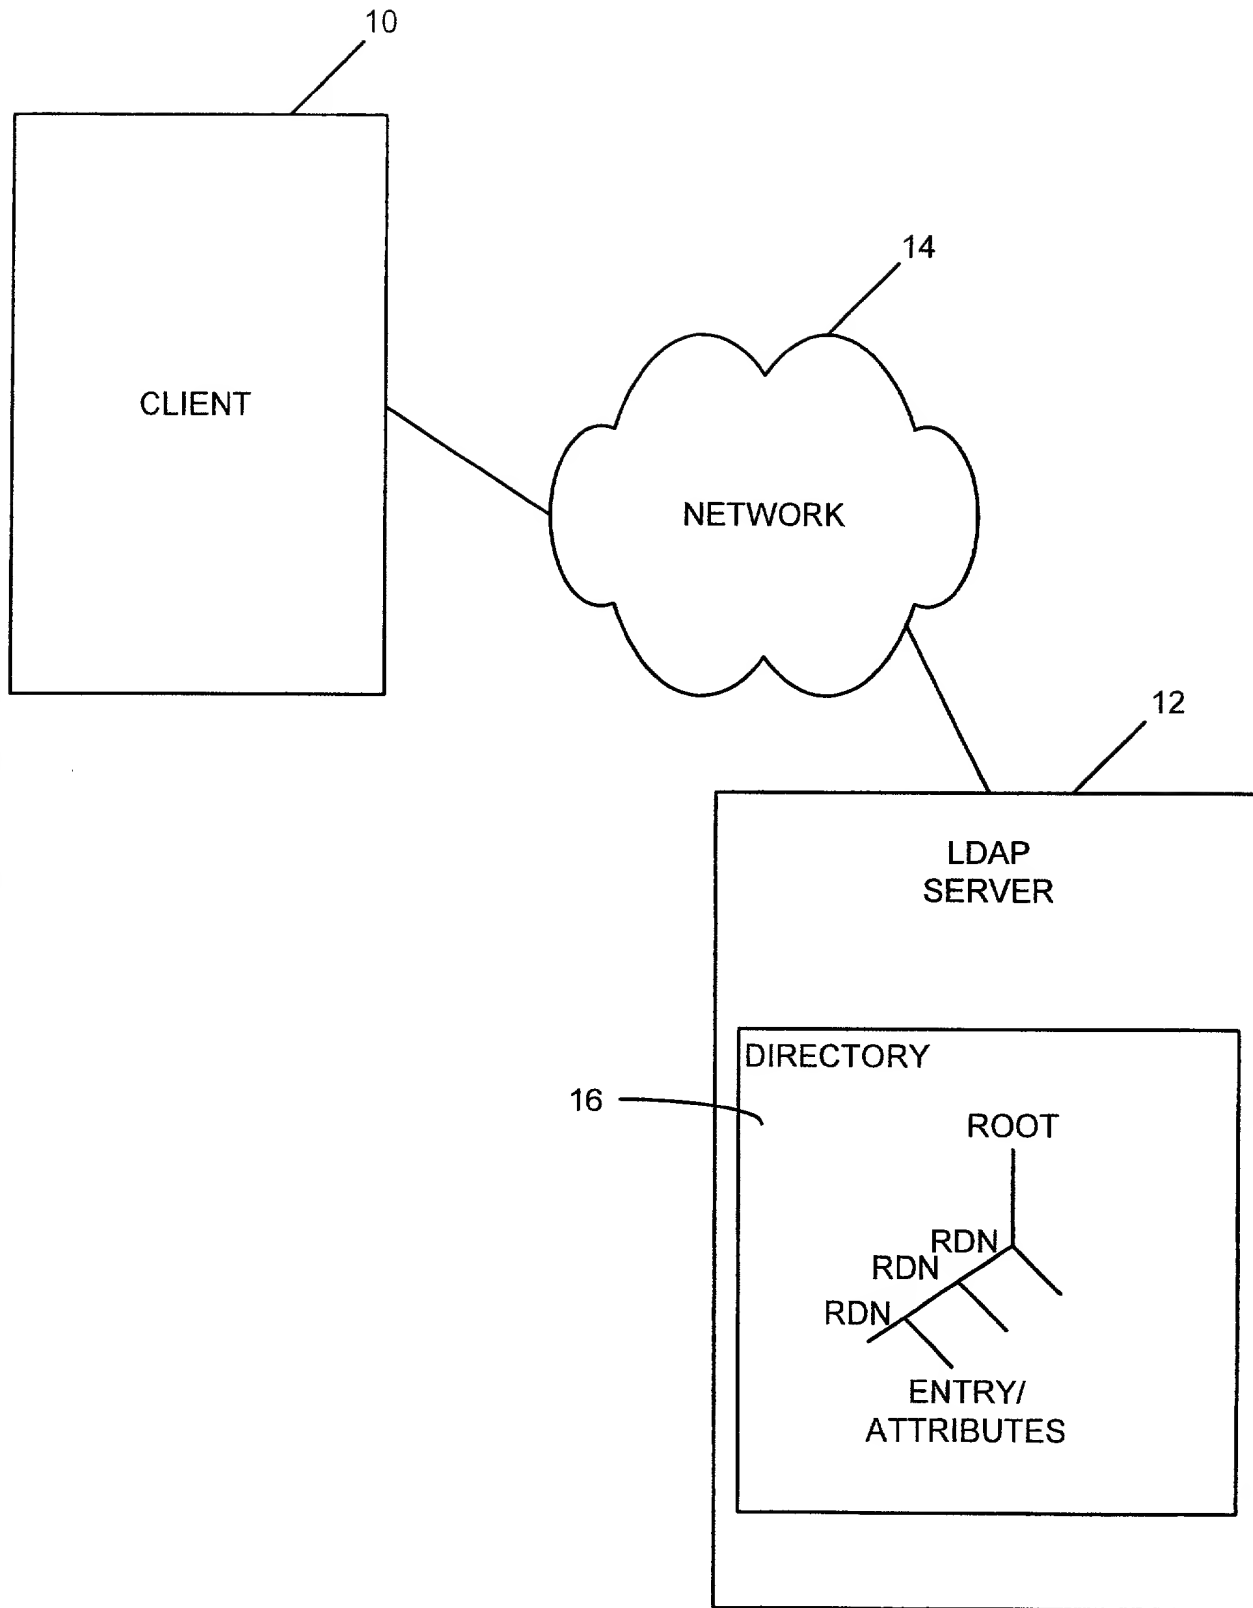 10
14
CLIENT
NETWORK
12
LDAP
SERVER
DIRECTORY
16
ROOT
RDN
RDN
RDN
ENTRY/
ATTRIBUTES